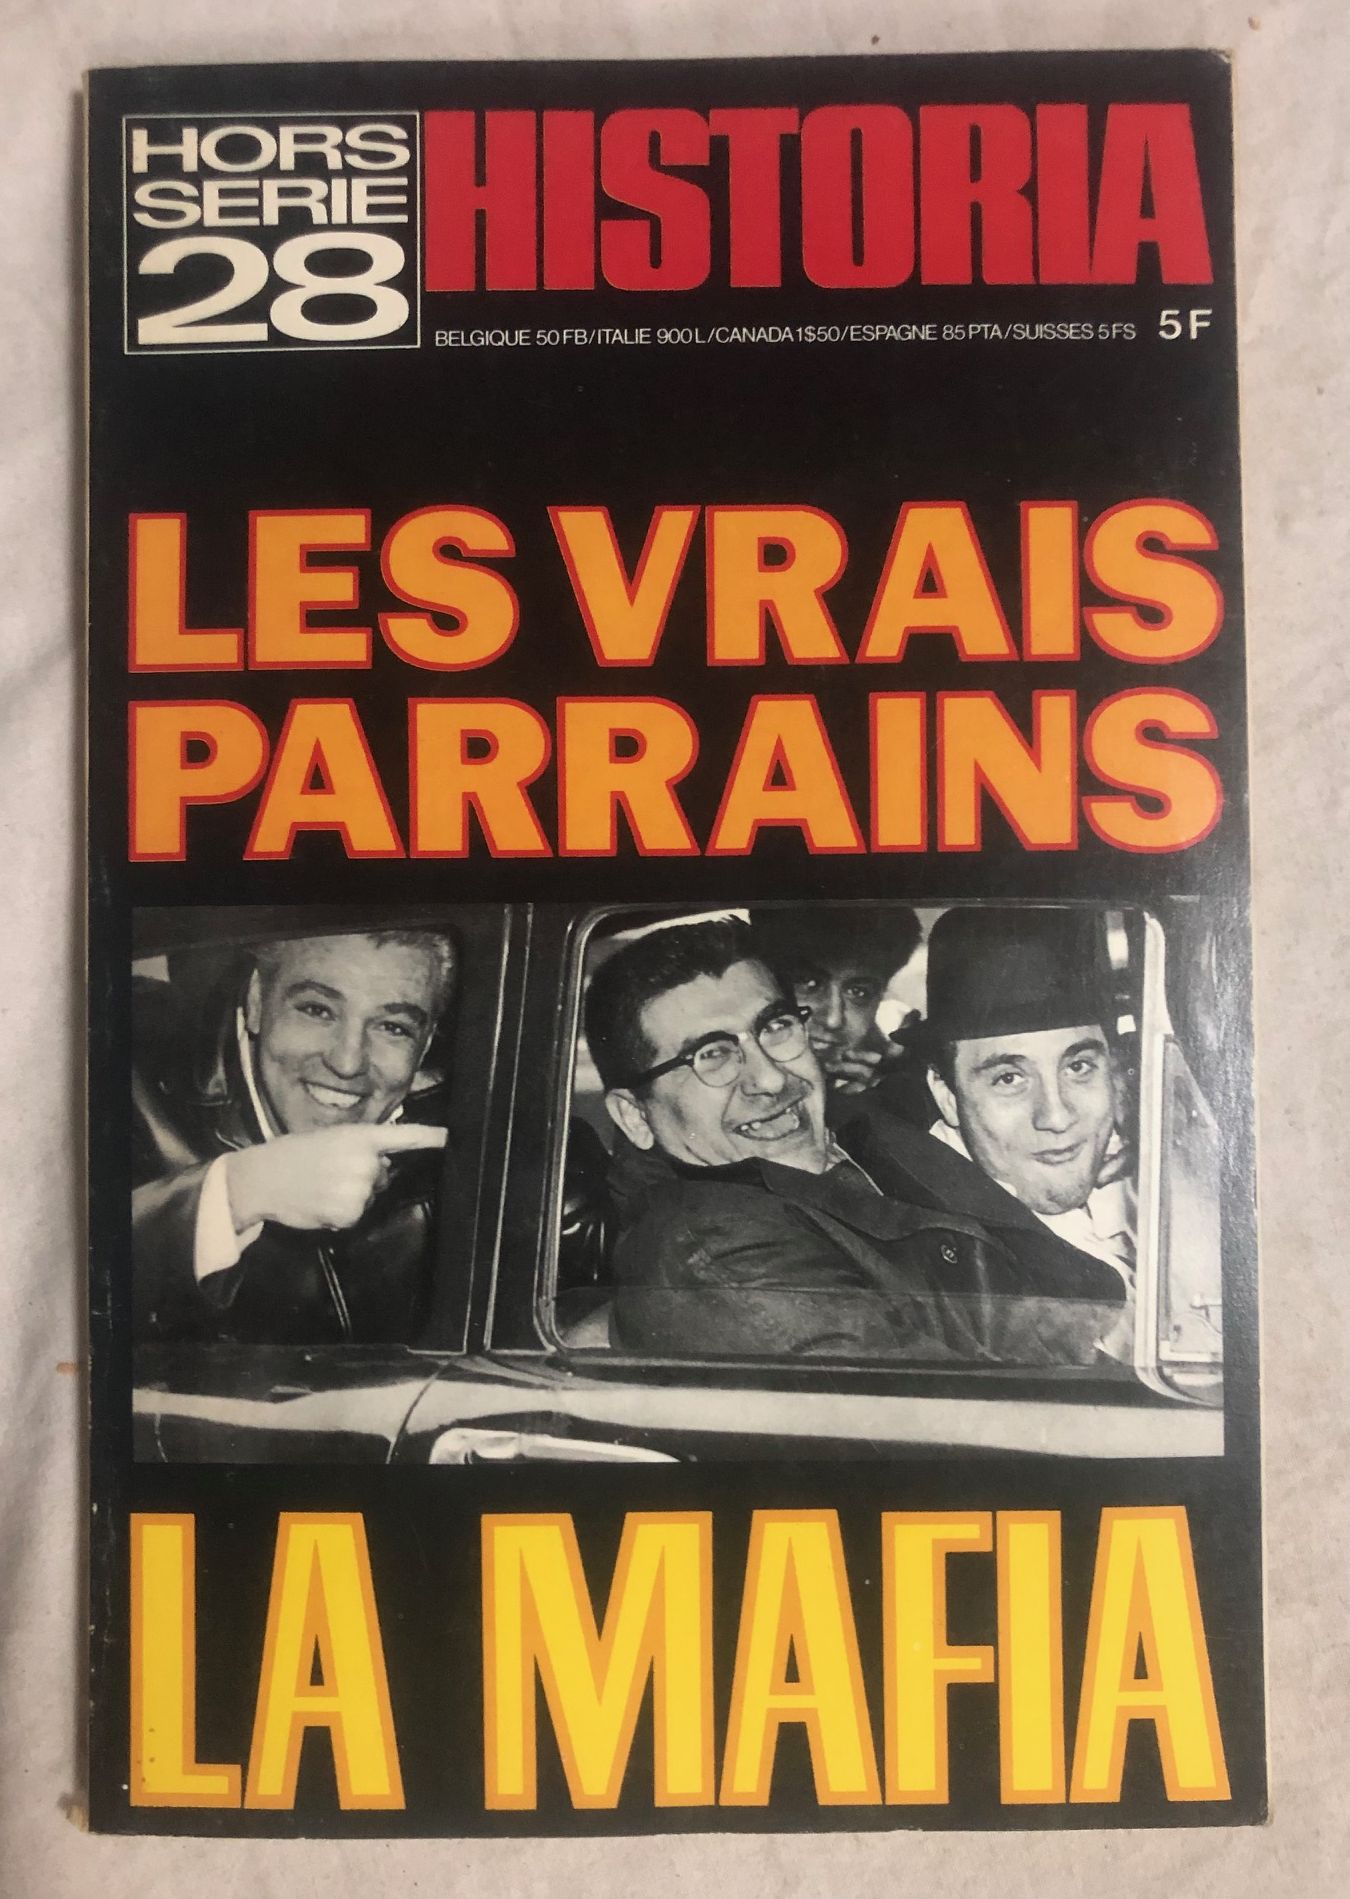 HORS
SERIE
28
HISTORIA
BELGIQUE 50 FB/ITALIE 900 L/CANADA 1$50/ESPAGNE 85 PTA/SUISSES 5 FS 5 F
LES VRAIS
PARRAINS
LA MAFIA